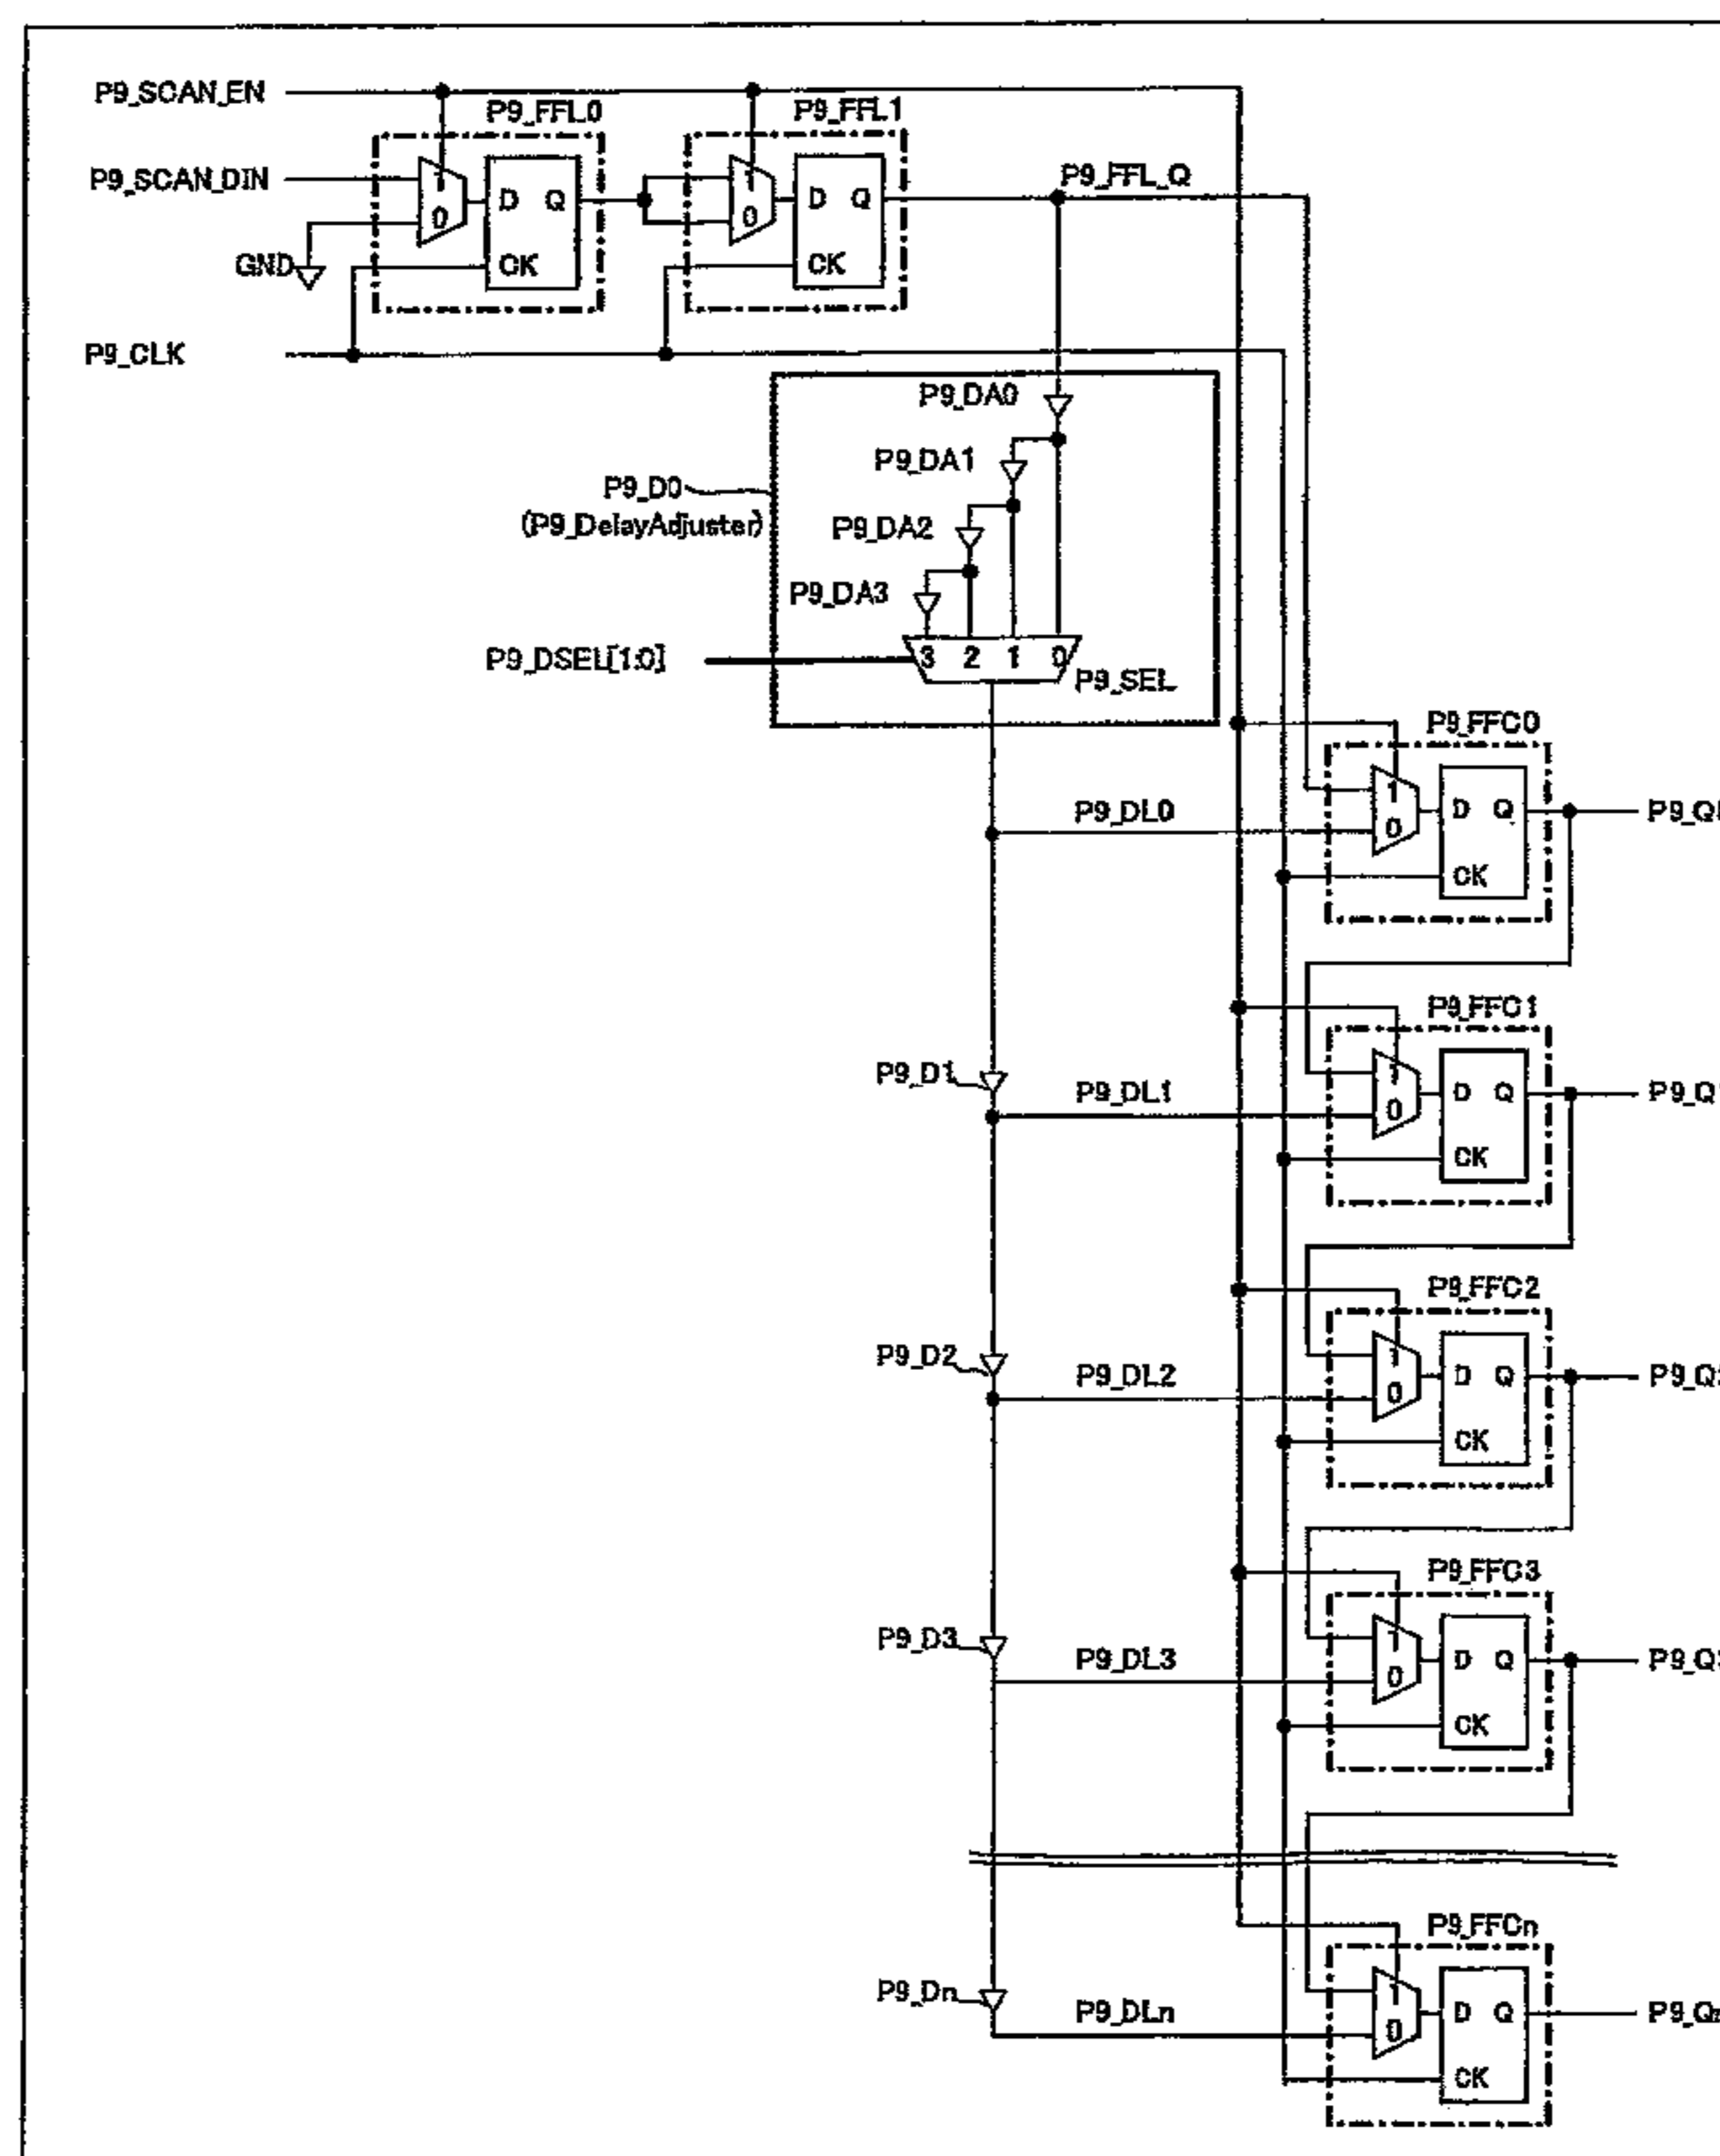 P9_SCAN_EN
P9_FFL0
P9_FFL1
P9_SCAN_DIN
1
0
D Q
CK
1
0
D Q
CK
P9_FFL_Q
GND
P9_CLK
P9_DA0
P9_DA1
P9_D0
(P9_DelayAdjuster)
P9_DA2
P9_DA3
P9_DSEL[1:0]
3 2 1 0
P9_SEL
P9_FFC0
P9_DL0
1
0
D Q
CK
P9_FFC1
P9_D1
P9_DL1
1
0
D Q
CK
P9_FFC2
P9_D2
P9_DL2
1
0
D Q
CK
P9_FFC3
P9_D3
P9_DL3
1
0
D Q
CK
P9_FFCn
P9_Dn
P9_DLn
1
0
D Q
CK